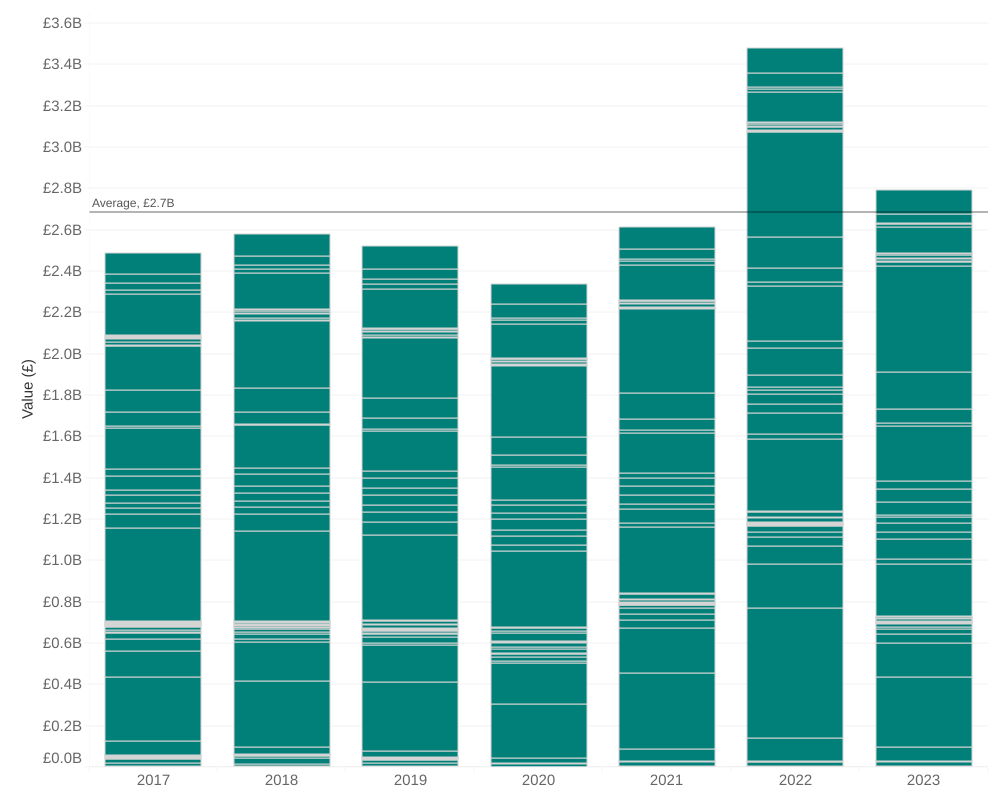 £3.6B
£3.4B
£3.2B
£3.0B
£2.8B
Average, £2.7B
£2.6B
£2.4B
£2.2B
£2.0B
£1.8B
£1.6B
£1.4B
£1.2B
£1.0B
£0.8B
£0.6B
£0.4B
£0.2B
£0.0B
Value (£)
2017 2018 2019 2020 2021 2022 2023